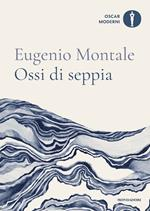 OSCAR
MODERNI
Eugenio Montale
Ossi di seppia
MONDADORI